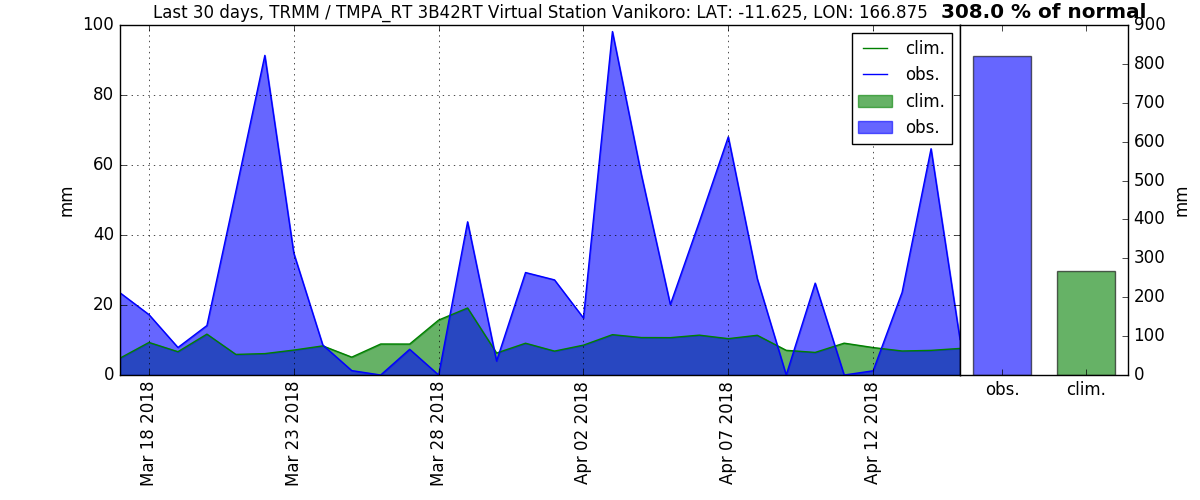 Last 30 days, TRMM / TMPA_RT 3B42RT Virtual Station Vanikoro: LAT: -11.625, LON: 166.875
308.0 % of normal
100
80
60
40
20
0
mm
clim.
obs.
clim.
obs.
Mar 18 2018
Mar 23 2018
Mar 28 2018
Apr 02 2018
Apr 07 2018
Apr 12 2018
900
800
700
600
500
400
300
200
100
0
mm
obs.
clim.